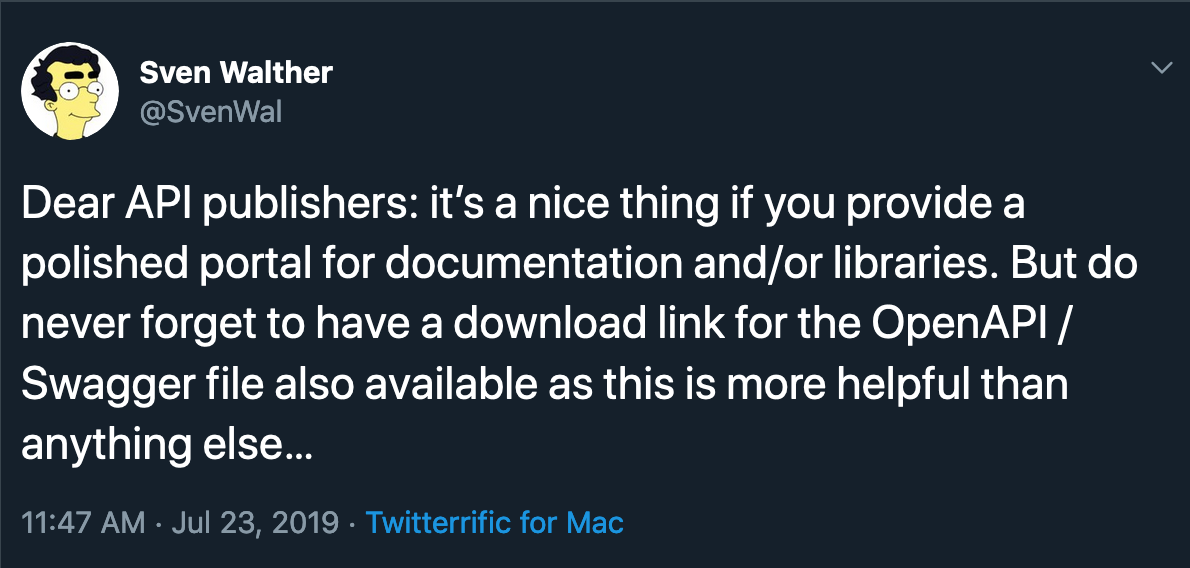 Sven Walther
@SvenWal
Dear API publishers: it’s a nice thing if you provide a
polished portal for documentation and/or libraries. But do
never forget to have a download link for the OpenAPI /
Swagger file also available as this is more helpful than
anything else...
11:47 AM · Jul 23, 2019 · Twitterrific for Mac